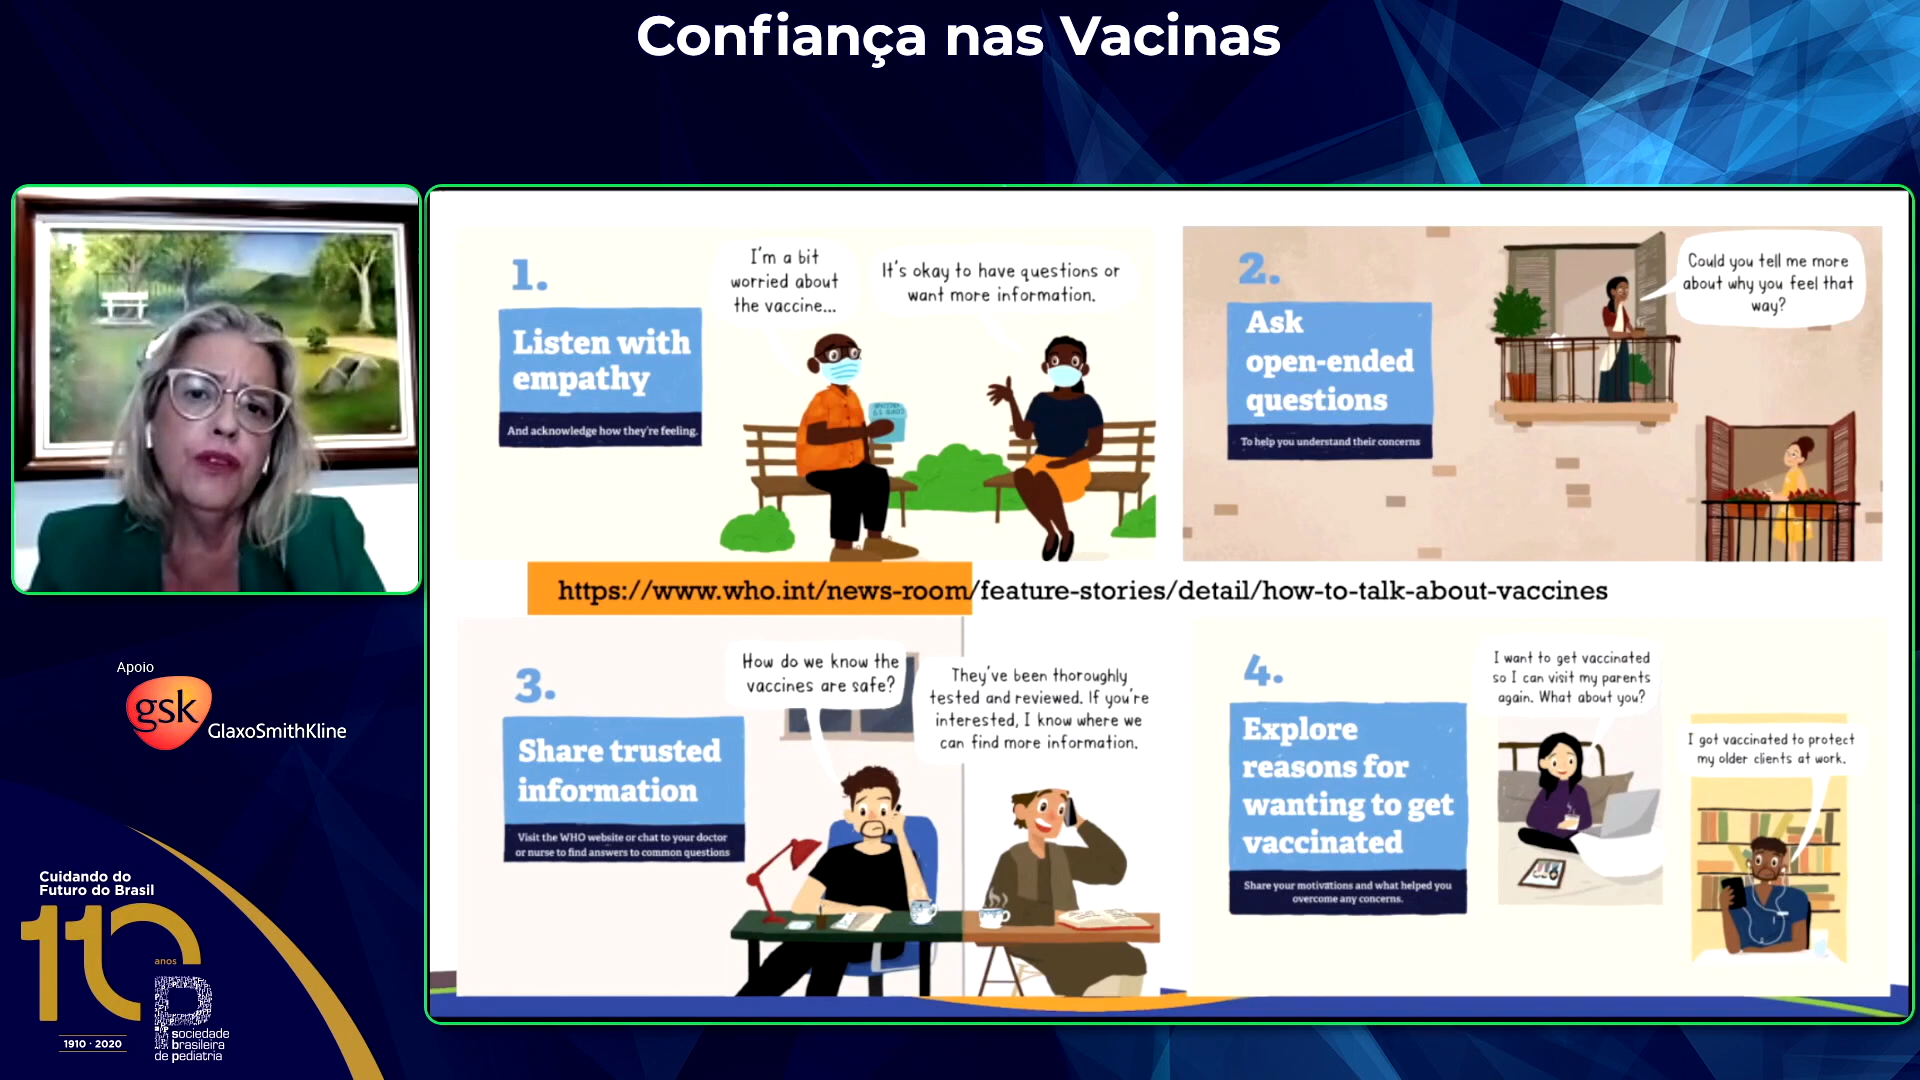 Confiança nas Vacinas
1.
Listen with
empathy
And acknowledge how they're feeling.
I'm a bit
worried about
the vaccine...
It's okay to have questions or
want more information.
2.
Ask
open-ended
questions
To help you understand their concerns
Could you tell me more
about why you feel that
way?
https://www.who.int/news-room/feature-stories/detail/how-to-talk-about-vaccines
3.
Share trusted
information
Visit the WHO website or chat to your doctor
or nurse to find answers to common questions
How do we know the
vaccines are safe?
They've been thoroughly
tested and reviewed. If you're
interested, I know where we
can find more information.
4.
Explore
reasons for
wanting to get
vaccinated
Share your motivations and what helped you
overcome any concerns.
I want to get vaccinated
so I can visit my parents
again. What about you?
I got vaccinated to protect
my older clients at work.
Apoio
gsk
GlaxoSmithKline
Cuidando do
Futuro do Brasil
110
anos
1910 · 2020
sociedade
brasileira
de pediatria